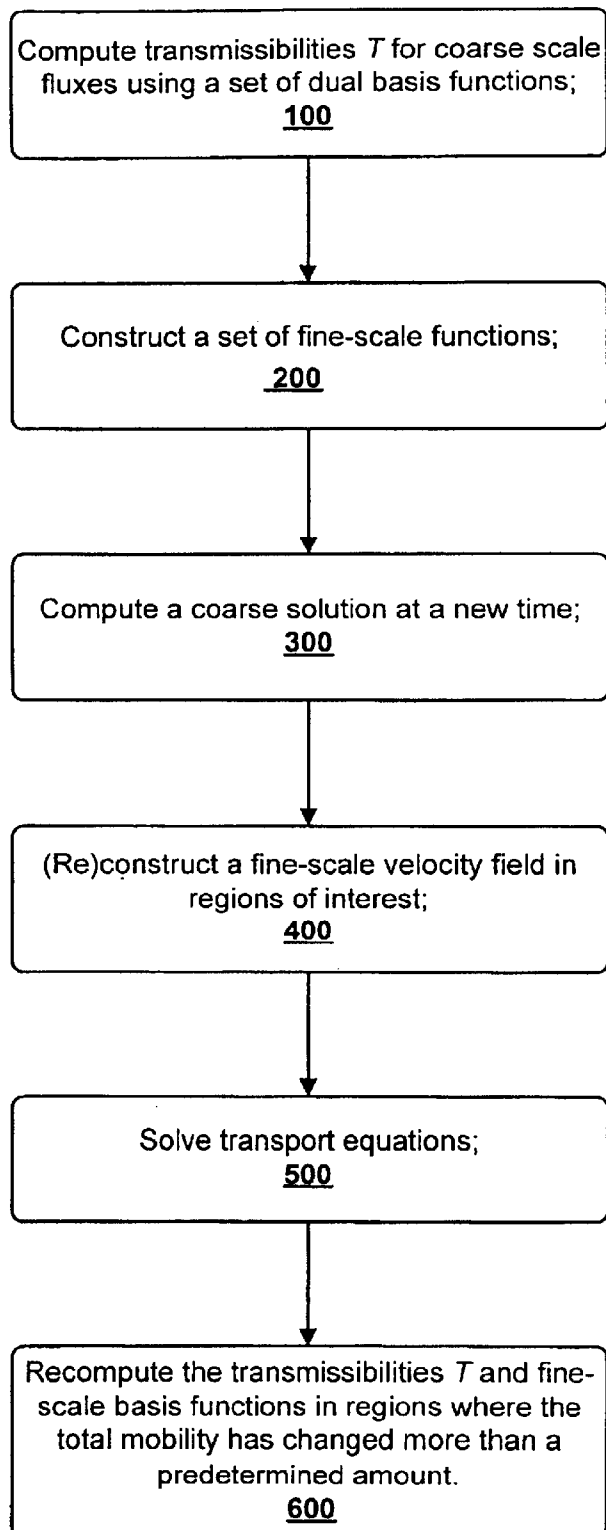 Compute transmissibilities T for coarse scale
fluxes using a set of dual basis functions;
100
Construct a set of fine-scale functions;
200
Compute a coarse solution at a new time;
300
(Re)construct a fine-scale velocity field in
regions of interest;
400
Solve transport equations;
500
Recompute the transmissibilities T and fine-
scale basis functions in regions where the
total mobility has changed more than a
predetermined amount.
600